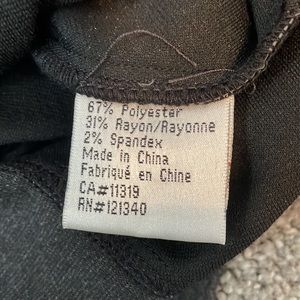 67% Polyester
31% Rayon/Rayonne
2% Spandex
Made in China
Fabriqué en Chine
CA#11319
RN#121340